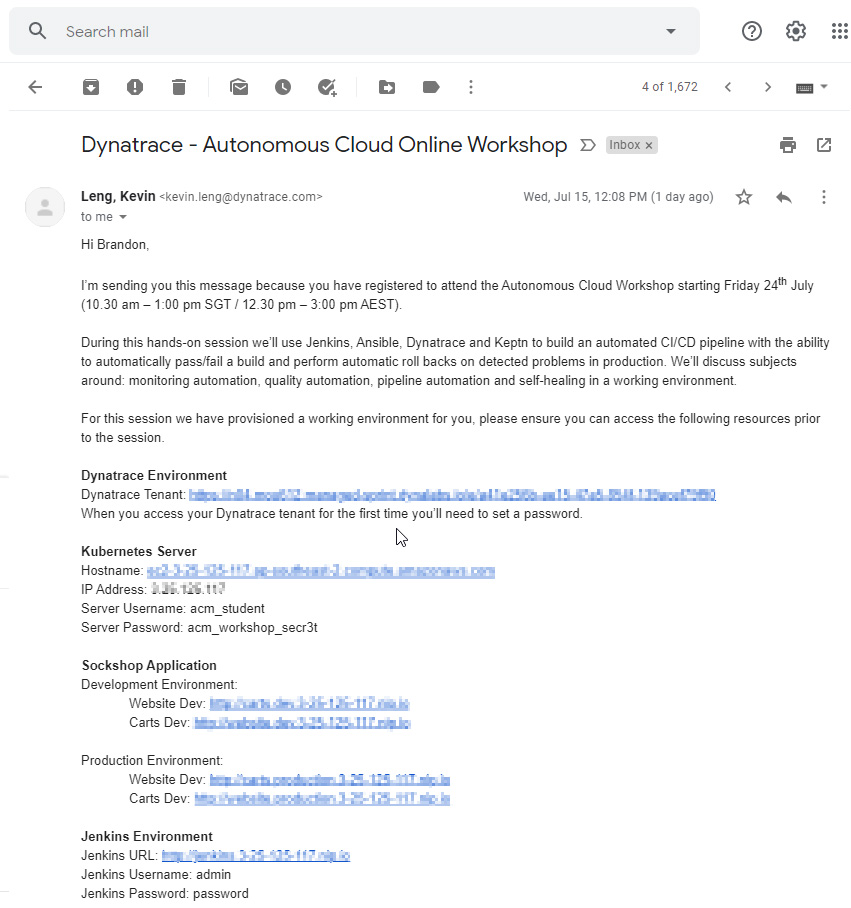 Search mail
4 of 1,672
Dynatrace - Autonomous Cloud Online Workshop
Inbox ×
Leng, Kevin <kevin.leng@dynatrace.com>
Wed, Jul 15, 12:08 PM (1 day ago)
to me
Hi Brandon,
I’m sending you this message because you have registered to attend the Autonomous Cloud Workshop starting Friday 24th July
(10.30 am – 1:00 pm SGT / 12.30 pm – 3:00 pm AEST).
During this hands-on session we’ll use Jenkins, Ansible, Dynatrace and Keptn to build an automated CI/CD pipeline with the ability
to automatically pass/fail a build and perform automatic roll backs on detected problems in production. We’ll discuss subjects
around: monitoring automation, quality automation, pipeline automation and self-healing in a working environment.
For this session we have provisioned a working environment for you, please ensure you can access the following resources prior
to the session.
Dynatrace Environment
Dynatrace Tenant:
When you access your Dynatrace tenant for the first time you’ll need to set a password.
Kubernetes Server
Hostname:
IP Address:
Server Username: acm_student
Server Password: acm_workshop_secr3t
Sockshop Application
Development Environment:
Website Dev:
Carts Dev:
Production Environment:
Website Dev:
Carts Dev:
Jenkins Environment
Jenkins URL:
Jenkins Username: admin
Jenkins Password: password